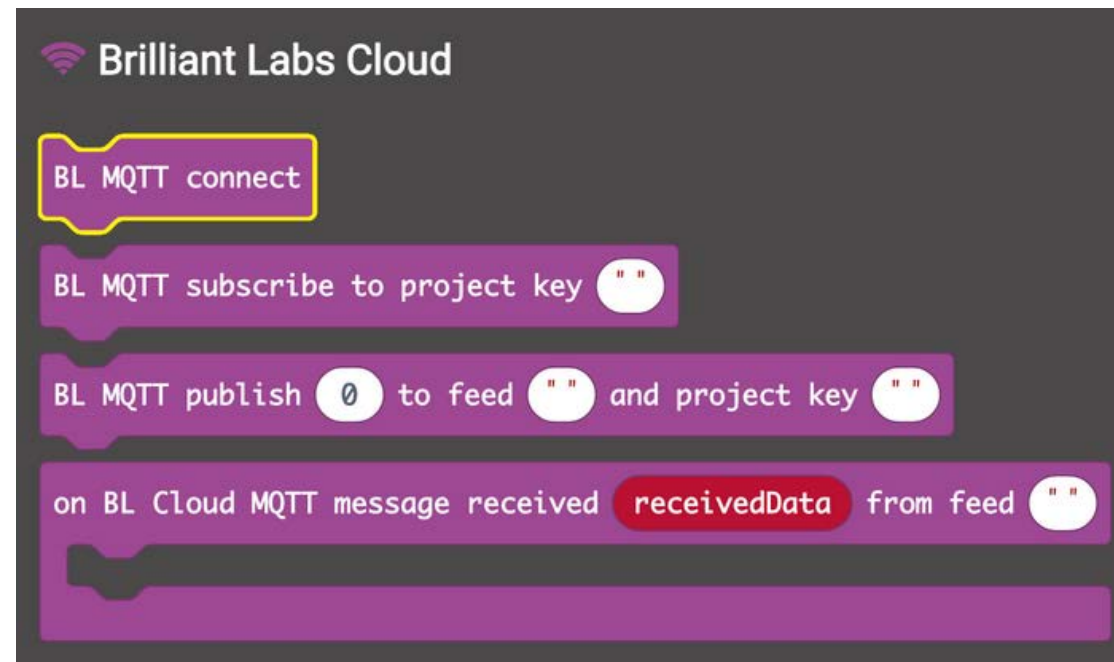 Brilliant Labs Cloud
BL MQTT connect
BL MQTT subscribe to project key " "
BL MQTT publish 0 to feed " " and project key " "
on BL Cloud MQTT message received receivedData from feed " "